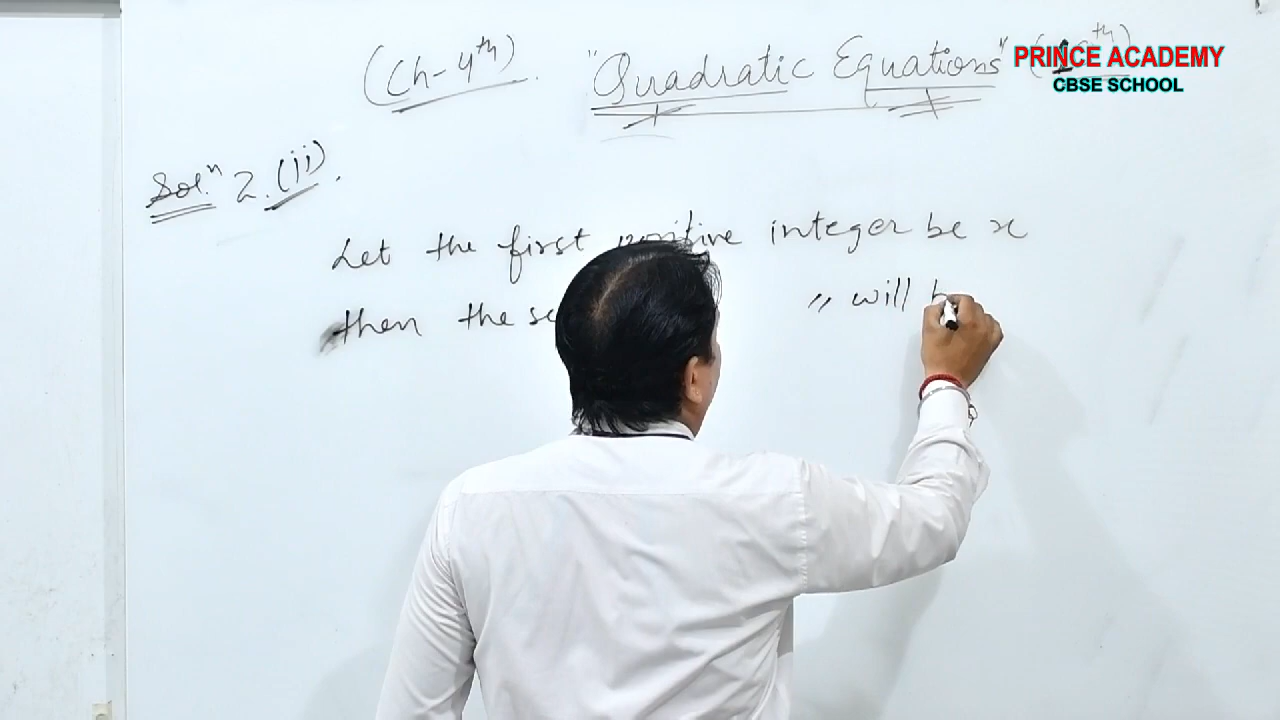 (Ch-4th). "Quadratic Equations" (10th)
PRINCE ACADEMY
CBSE SCHOOL
Soln 2.(ii).
Let the first positive integer be x
then the " will